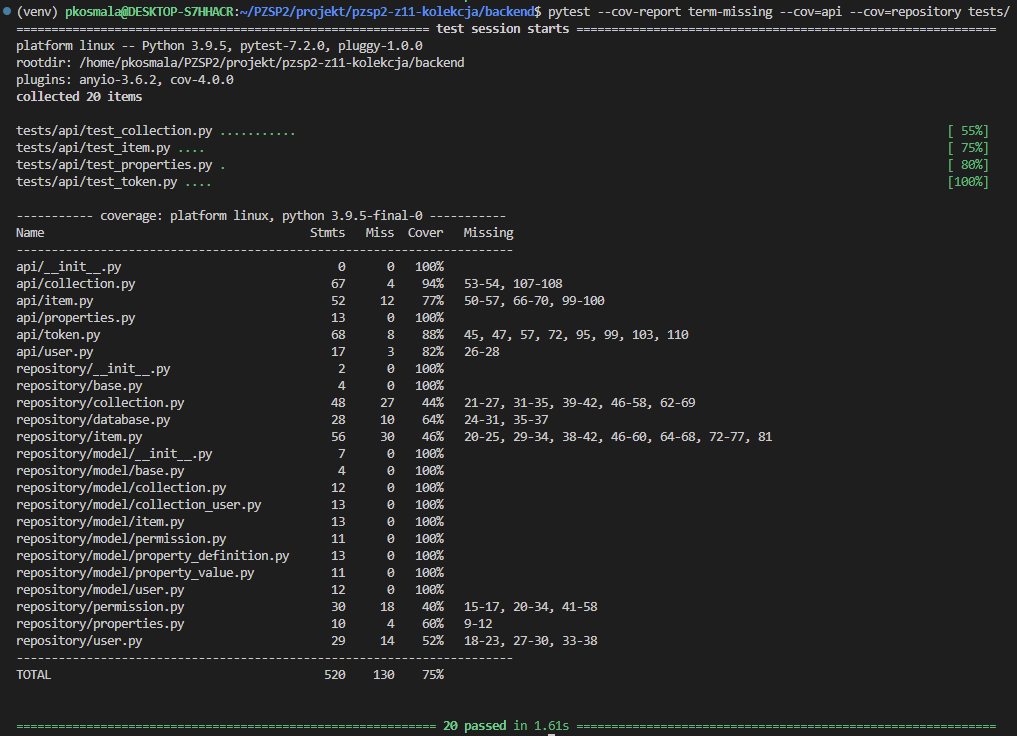 (venv) pkosmala@DESKTOP-S7HHACR:~/PZSP2/projekt/pzsp2-z11-kolekcja/backend$ pytest --cov-report term-missing --cov=api --cov=repository tests/
======================================================= test session starts ========================================================
platform linux -- Python 3.9.5, pytest-7.2.0, pluggy-1.0.0
rootdir: /home/pkosmala/PZSP2/projekt/pzsp2-z11-kolekcja/backend
plugins: anyio-3.6.2, cov-4.0.0
collected 20 items
tests/api/test_collection.py ........... [ 55%]
tests/api/test_item.py .... [ 75%]
tests/api/test_properties.py . [ 80%]
tests/api/test_token.py .... [100%]
----------- coverage: platform linux, python 3.9.5-final-0 -----------
Name Stmts Miss Cover Missing
------------------------------------------------------------------
api/__init__.py 0 0 100%
api/collection.py 67 4 94% 53-54, 107-108
api/item.py 52 12 77% 50-57, 66-70, 99-100
api/properties.py 13 0 100%
api/token.py 68 8 88% 45, 47, 57, 72, 95, 99, 103, 110
api/user.py 17 3 82% 26-28
repository/__init__.py 2 0 100%
repository/base.py 4 0 100%
repository/collection.py 48 27 44% 21-27, 31-35, 39-42, 46-58, 62-69
repository/database.py 28 10 64% 24-31, 35-37
repository/item.py 56 30 46% 20-25, 29-34, 38-42, 46-60, 64-68, 72-77, 81
repository/model/__init__.py 7 0 100%
repository/model/base.py 4 0 100%
repository/model/collection.py 12 0 100%
repository/model/collection_user.py 13 0 100%
repository/model/item.py 13 0 100%
repository/model/permission.py 11 0 100%
repository/model/property_definition.py 13 0 100%
repository/model/property_value.py 11 0 100%
repository/model/user.py 12 0 100%
repository/permission.py 30 18 40% 15-17, 20-34, 41-58
repository/properties.py 10 4 60% 9-12
repository/user.py 29 14 52% 18-23, 27-30, 33-38
------------------------------------------------------------------
TOTAL 520 130 75%
======================================================== 20 passed in 1.61s ========================================================